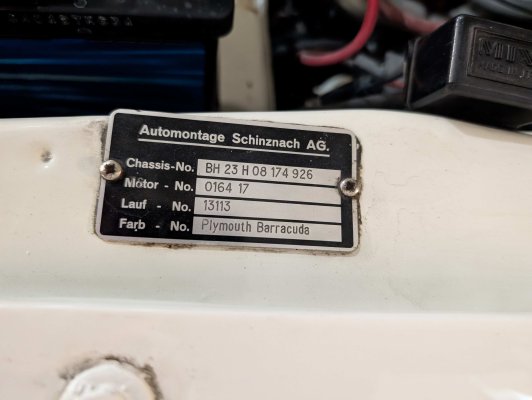 Automontage Schinznach AG.
Chassis-No. BH 23 H 08 174 926
Motor - No. 0164 17
Lauf - No. 13113
Farb - No. Plymouth Barracuda